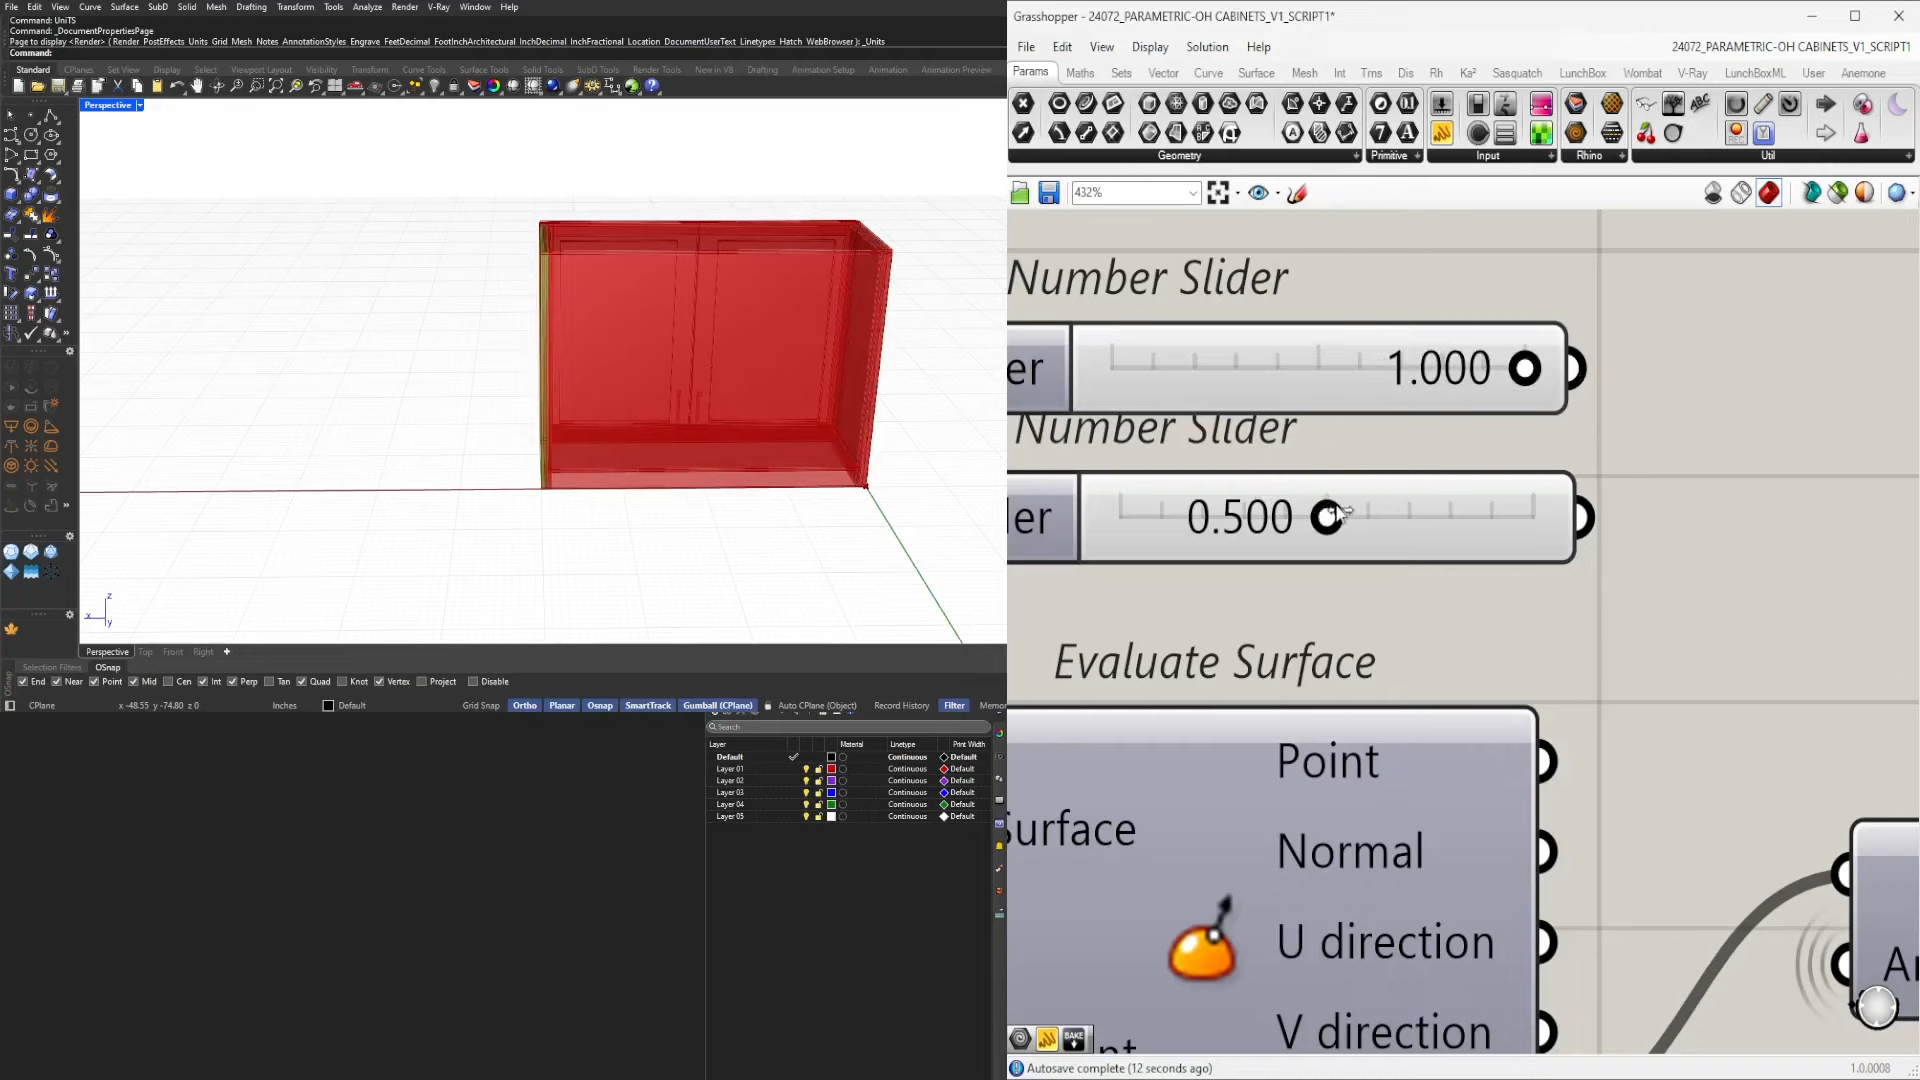 File Edit View Curve Surface SubD Solid Mesh Drafting Transform Tools Analyze Render V-Ray Window Help
Command: UniTS
Command: _DocumentPropertiesPage
Page to display <Render> ( Render PostEffects Units Grid Mesh Notes AnnotationStyles Engrave FeetDecimal FootInchArchitectural InchDecimal InchFractional Location DocumentUserText Linetypes Hatch WebBrowser ): _Units
Command:
Standard CPlanes Set View Display Select Viewport Layout Visibility Transform Curve Tools Surface Tools Solid Tools SubD Tools Mesh Tools Render Tools New in V8 Drafting Animation Setup Animation Animation Preview
Perspective
z
x
y
Perspective Top Front Right
Selection Filters OSnap
OSnap
End Near Point Mid Cen Int Perp Tan Quad Knot Vertex Project Disable
CPlane x -48.55 y -74.80 z 0 Inches Default Grid Snap Ortho Planar Osnap SmartTrack Gumball (CPlane) Auto CPlane (Object) Record History Filter Memor
Search
Layer Material Linetype Print Width
Default Continuous Default
Layer 01 Continuous Default
Layer 02 Continuous Default
Layer 03 Continuous Default
Layer 04 Continuous Default
Layer 05 Continuous Default
Grasshopper - 24072_PARAMETRIC-OH CABINETS_V1_SCRIPT1*
File Edit View Display Solution Help 24072_PARAMETRIC-OH CABINETS_V1_SCRIPT1
Params Maths Sets Vector Curve Surface Mesh Int Trns Dis Rh Ka² Sasquatch LunchBox Wombat V-Ray LunchBoxML User Anemone
Geometry Primitive Input Rhino Util
432%
Number Slider
er 1.000
Number Slider
ler 0.500
Evaluate Surface
Point
Surface
Normal
U direction
V direction
BAKE
Autosave complete (12 seconds ago) 1.0.0008